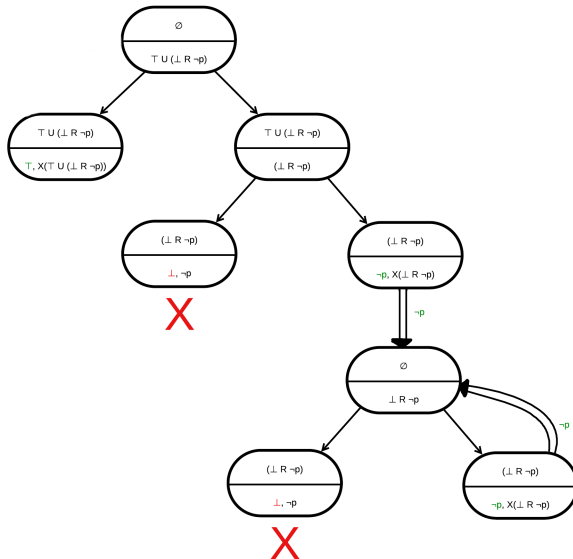 ∅
⊤ U (⊥ R ¬p)
⊤ U (⊥ R ¬p)
⊤, X(⊤ U (⊥ R ¬p))
⊤ U (⊥ R ¬p)
(⊥ R ¬p)
(⊥ R ¬p)
⊥, ¬p
X
(⊥ R ¬p)
¬p, X(⊥ R ¬p)
¬p
∅
⊥ R ¬p
¬p
(⊥ R ¬p)
⊥, ¬p
X
(⊥ R ¬p)
¬p, X(⊥ R ¬p)